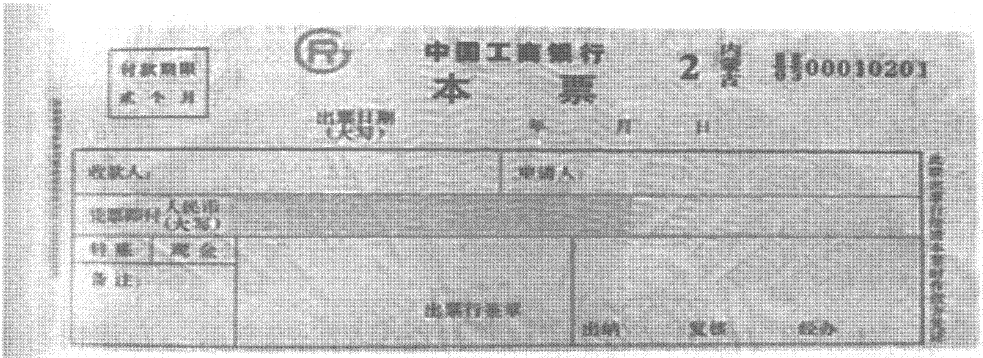 付款期限
贰个月
中国工商银行
本 票
2 内蒙古 00010201
出票日期
(大写)
年 月 日
收款人:
申请人:
凭票即付 人民币
(大写)
转账 现金
备注:
出票行签章
出纳 复核 经办